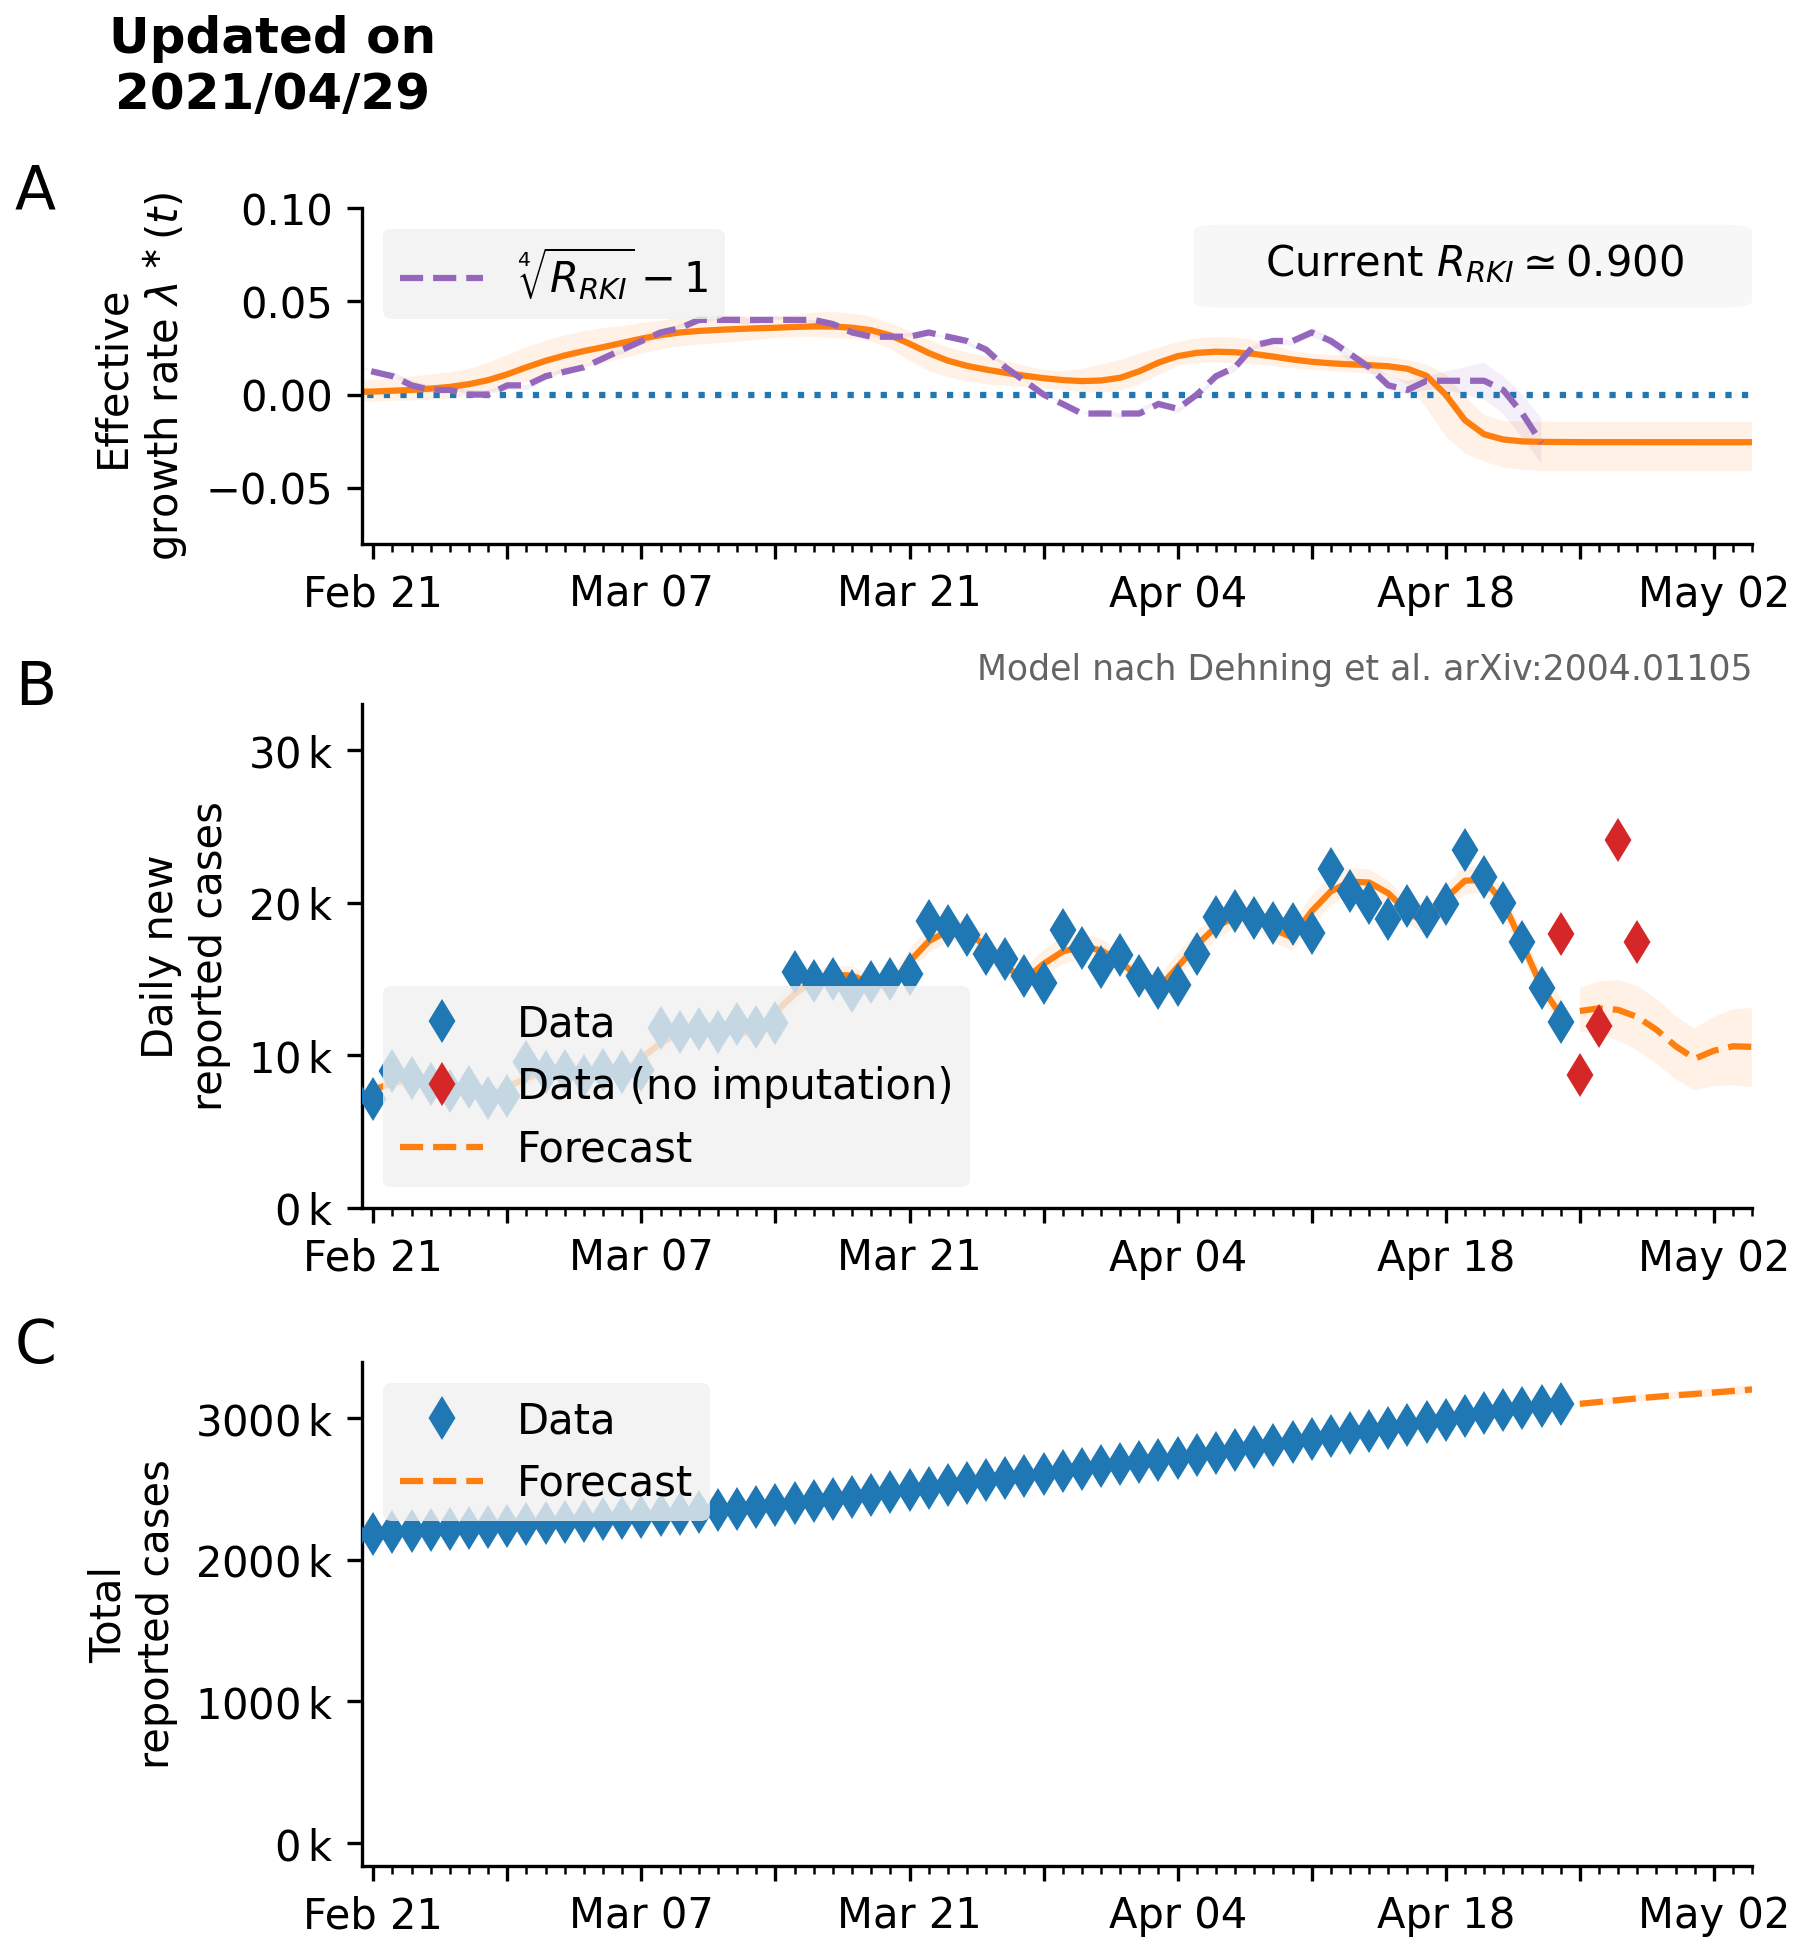 Updated on
2021/04/29
A
Effective
growth rate λ*(t)
0.10
0.05
0.00
−0.05
∜R_RKI − 1
Current R_RKI ≃ 0.900
Feb 21 Mar 07 Mar 21 Apr 04 Apr 18 May 02
Model nach Dehning et al. arXiv:2004.01105
B
Daily new
reported cases
30 k
20 k
10 k
0 k
Data
Data (no imputation)
Forecast
Feb 21 Mar 07 Mar 21 Apr 04 Apr 18 May 02
C
Total
reported cases
3000 k
2000 k
1000 k
0 k
Data
Forecast
Feb 21 Mar 07 Mar 21 Apr 04 Apr 18 May 02